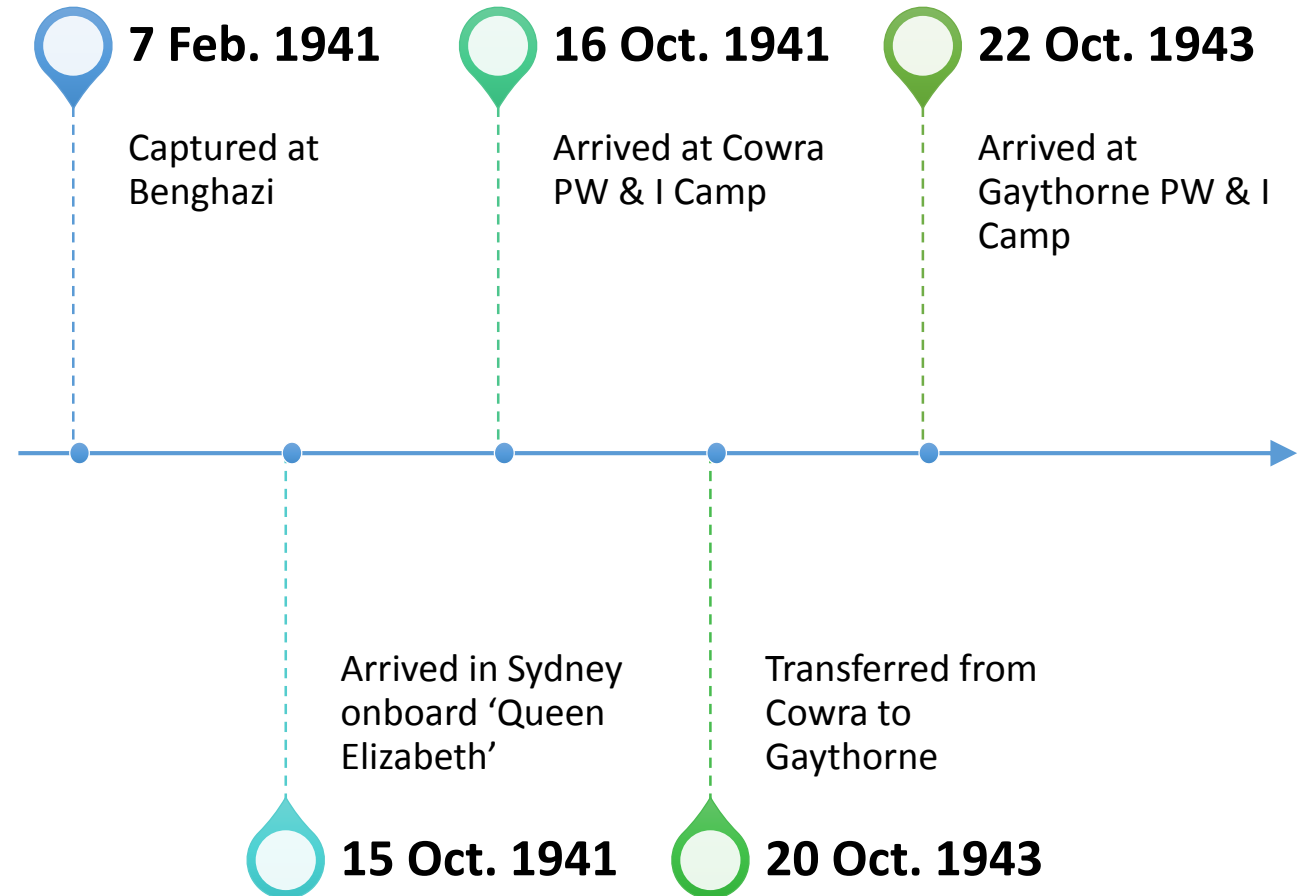 7 Feb. 1941
Captured at
Benghazi
16 Oct. 1941
Arrived at Cowra
PW & I Camp
22 Oct. 1943
Arrived at
Gaythorne PW & I
Camp
Arrived in Sydney
onboard ‘Queen
Elizabeth’
15 Oct. 1941
Transferred from
Cowra to
Gaythorne
20 Oct. 1943